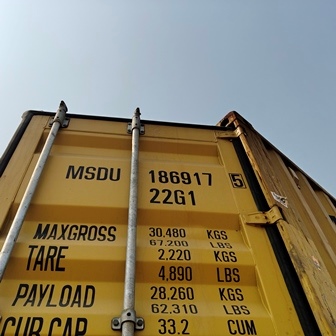 MSDU 186917 5
22G1
MAXGROSS 30,480 KGS
67,200 LBS
TARE 2,220 KGS
4,890 LBS
PAYLOAD 28,260 KGS
62,310 LBS
CUB CAP 33.2 CUM